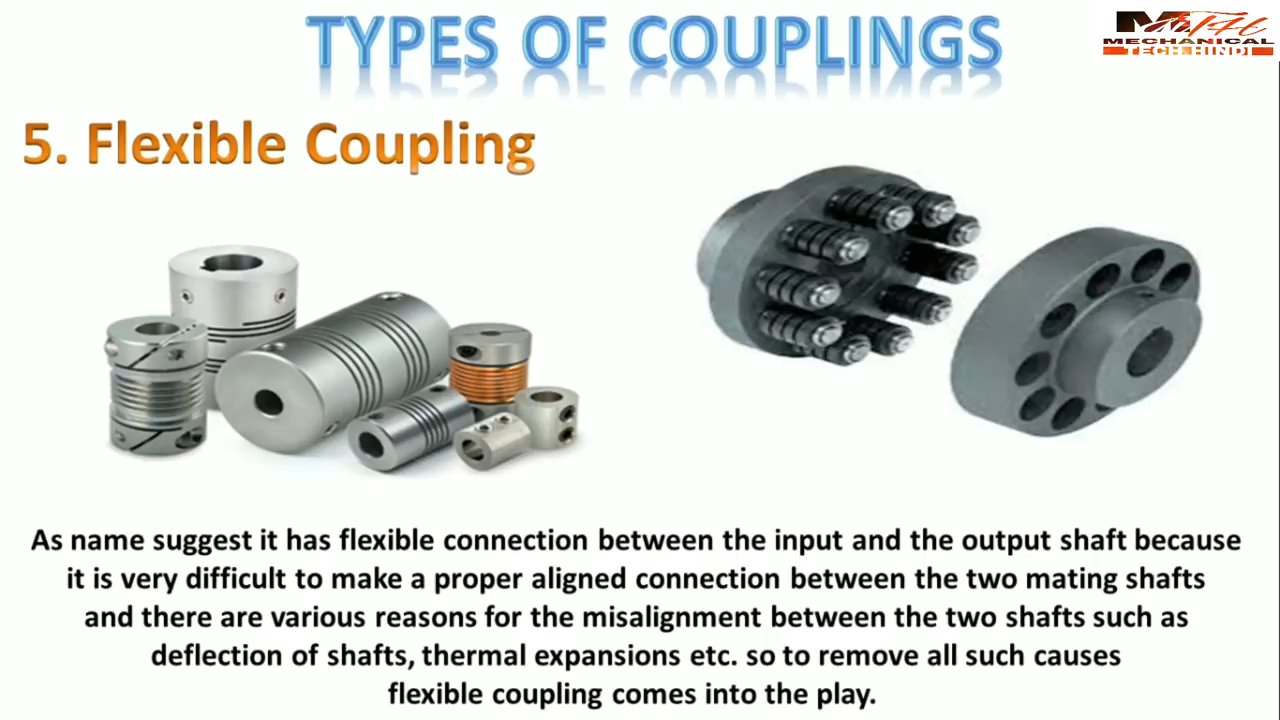 TYPES OF COUPLINGS
MECHANICAL
TECH HINDI
5. Flexible Coupling
As name suggest it has flexible connection between the input and the output shaft because
it is very difficult to make a proper aligned connection between the two mating shafts
and there are various reasons for the misalignment between the two shafts such as
deflection of shafts, thermal expansions etc. so to remove all such causes
flexible coupling comes into the play.